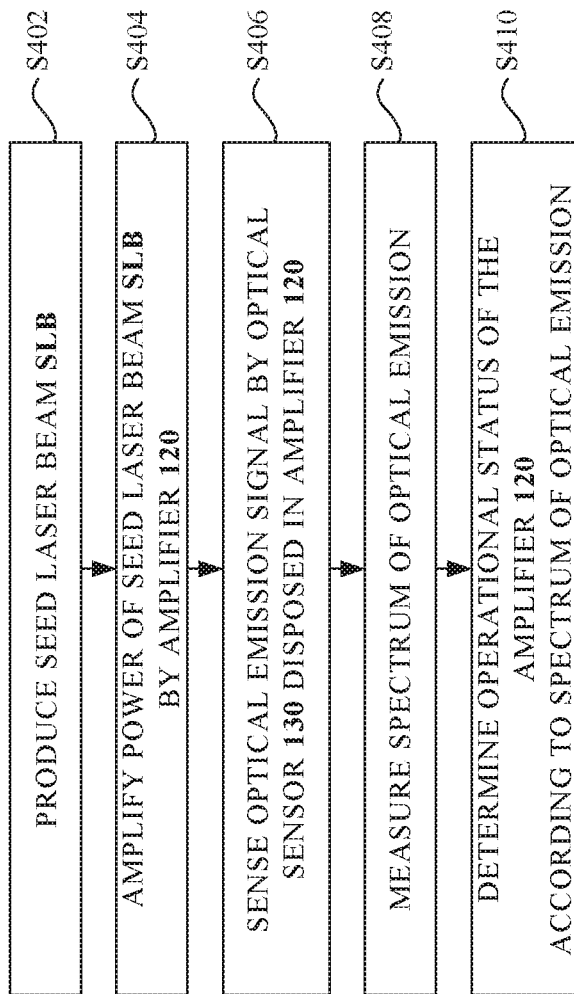 PRODUCE SEED LASER BEAM SLB
S402
AMPLIFY POWER OF SEED LASER BEAM SLB
BY AMPLIFIER 120
S404
SENSE OPTICAL EMISSION SIGNAL BY OPTICAL
SENSOR 130 DISPOSED IN AMPLIFIER 120
S406
MEASURE SPECTRUM OF OPTICAL EMISSION
S408
DETERMINE OPERATIONAL STATUS OF THE
AMPLIFIER 120
ACCORDING TO SPECTRUM OF OPTICAL EMISSION
S410